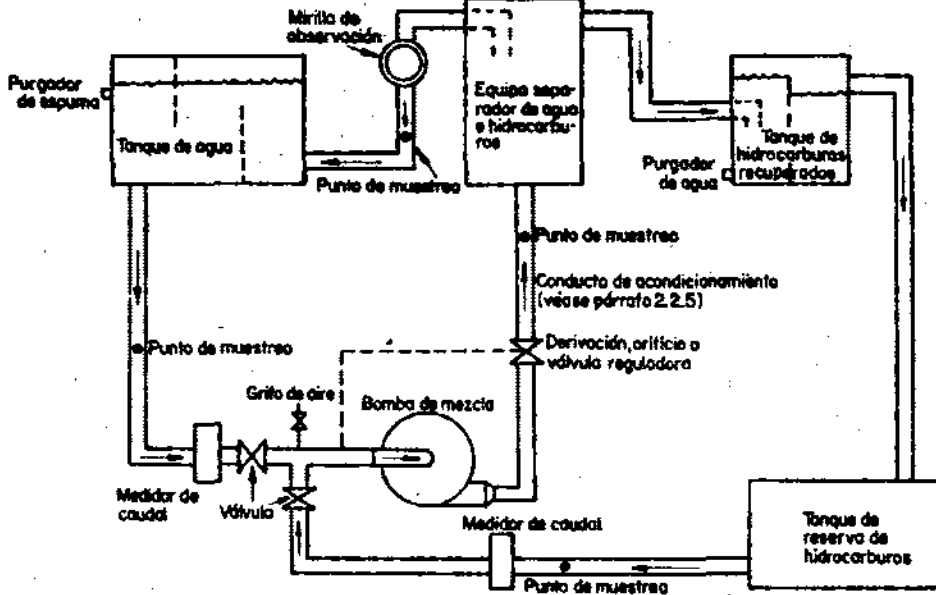 Mirilla de
observación
Purgador
de espuma
Tanque de agua
Punto de muestreo
Equipo sepa-
rador de agua
e hidrocarbu-
ros
Purgador
de agua
Tanque de
hidrocarburos
recuperados
Punto de muestreo
Conducto de acondicionamiento
(véase párrafo 2.2.5)
Punto de muestreo
Derivación, orificio o
válvula reguladora
Grifo de aire
Bomba de mezcla
Medidor de
caudal
Válvula
Medidor de caudal
Tanque de
reserva de
hidrocarburos
Punto de muestreo